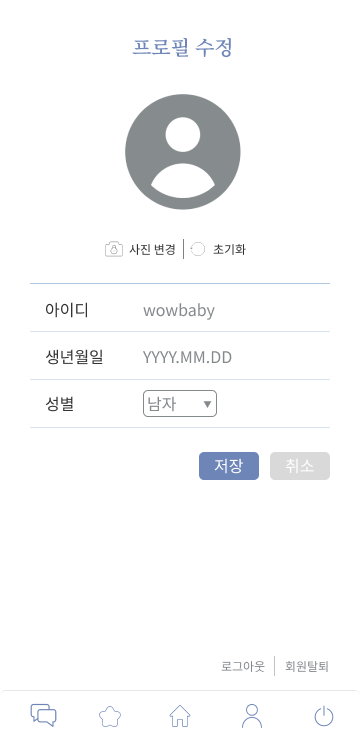 프로필 수정
사진 변경 초기화
아이디 wowbaby
생년월일 YYYY.MM.DD
성별 남자
저장 취소
로그아웃 회원탈퇴